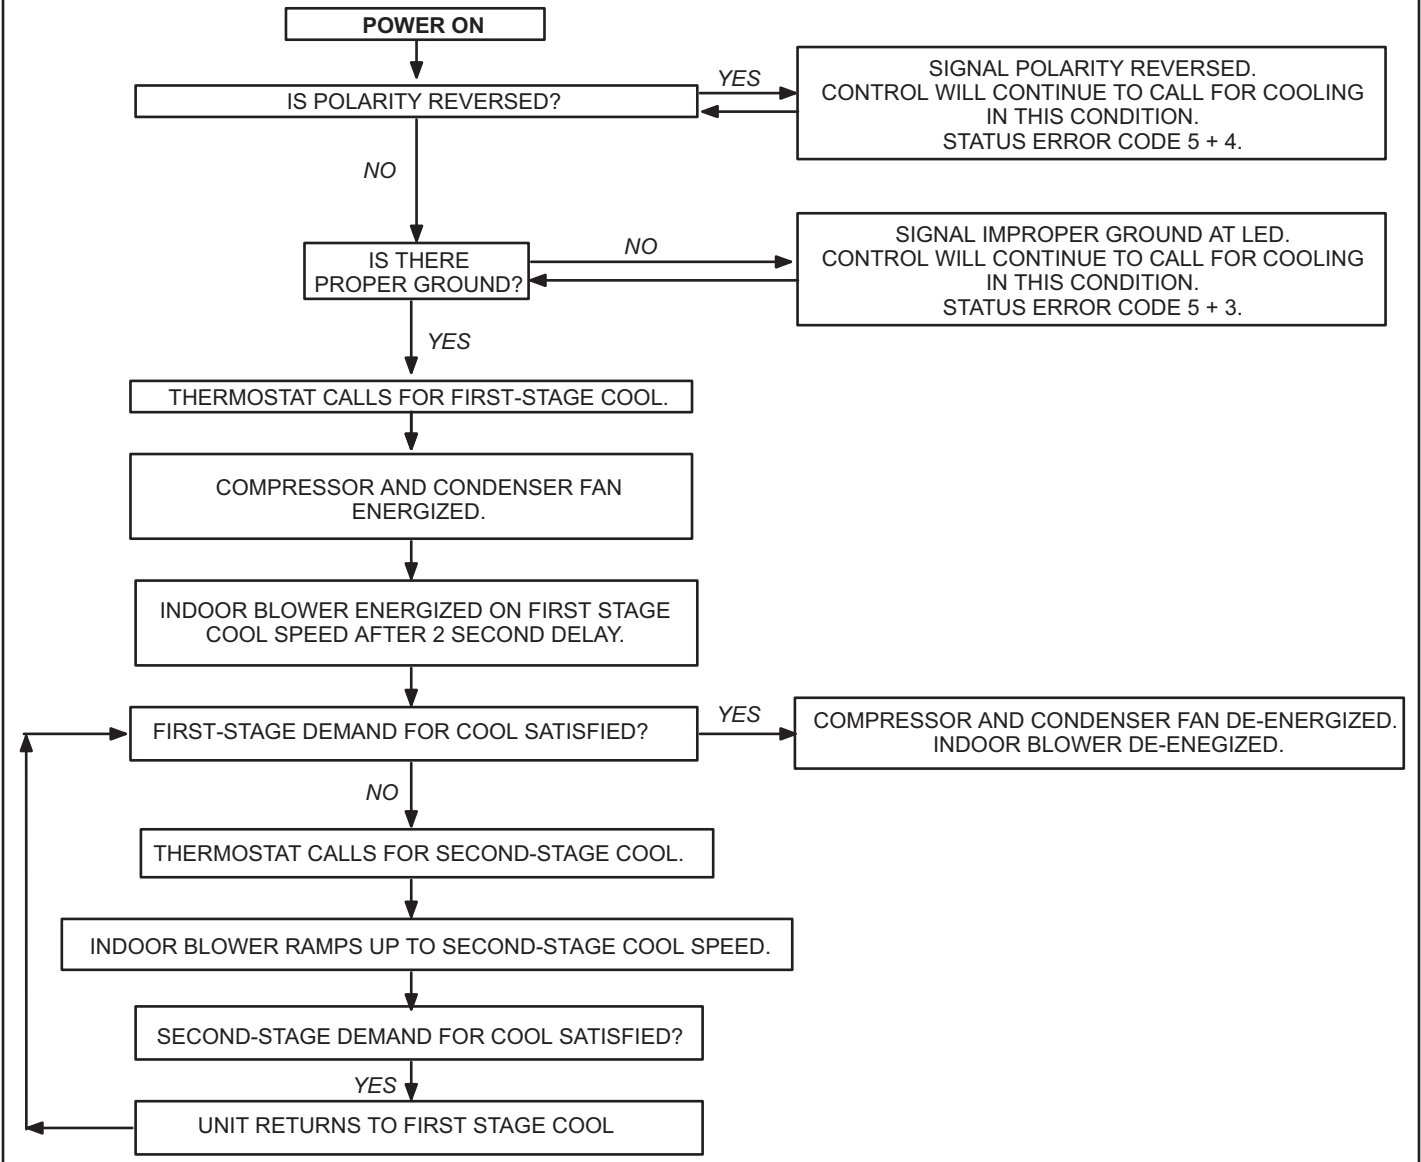 POWER ON
IS POLARITY REVERSED?
YES
SIGNAL POLARITY REVERSED.
CONTROL WILL CONTINUE TO CALL FOR COOLING
IN THIS CONDITION.
STATUS ERROR CODE 5 + 4.
NO
IS THERE
PROPER GROUND?
NO
SIGNAL IMPROPER GROUND AT LED.
CONTROL WILL CONTINUE TO CALL FOR COOLING
IN THIS CONDITION.
STATUS ERROR CODE 5 + 3.
YES
THERMOSTAT CALLS FOR FIRST-STAGE COOL.
COMPRESSOR AND CONDENSER FAN
ENERGIZED.
INDOOR BLOWER ENERGIZED ON FIRST STAGE
COOL SPEED AFTER 2 SECOND DELAY.
FIRST-STAGE DEMAND FOR COOL SATISFIED?
YES
COMPRESSOR AND CONDENSER FAN DE-ENERGIZED.
INDOOR BLOWER DE-ENEGIZED.
NO
THERMOSTAT CALLS FOR SECOND-STAGE COOL.
INDOOR BLOWER RAMPS UP TO SECOND-STAGE COOL SPEED.
SECOND-STAGE DEMAND FOR COOL SATISFIED?
YES
UNIT RETURNS TO FIRST STAGE COOL